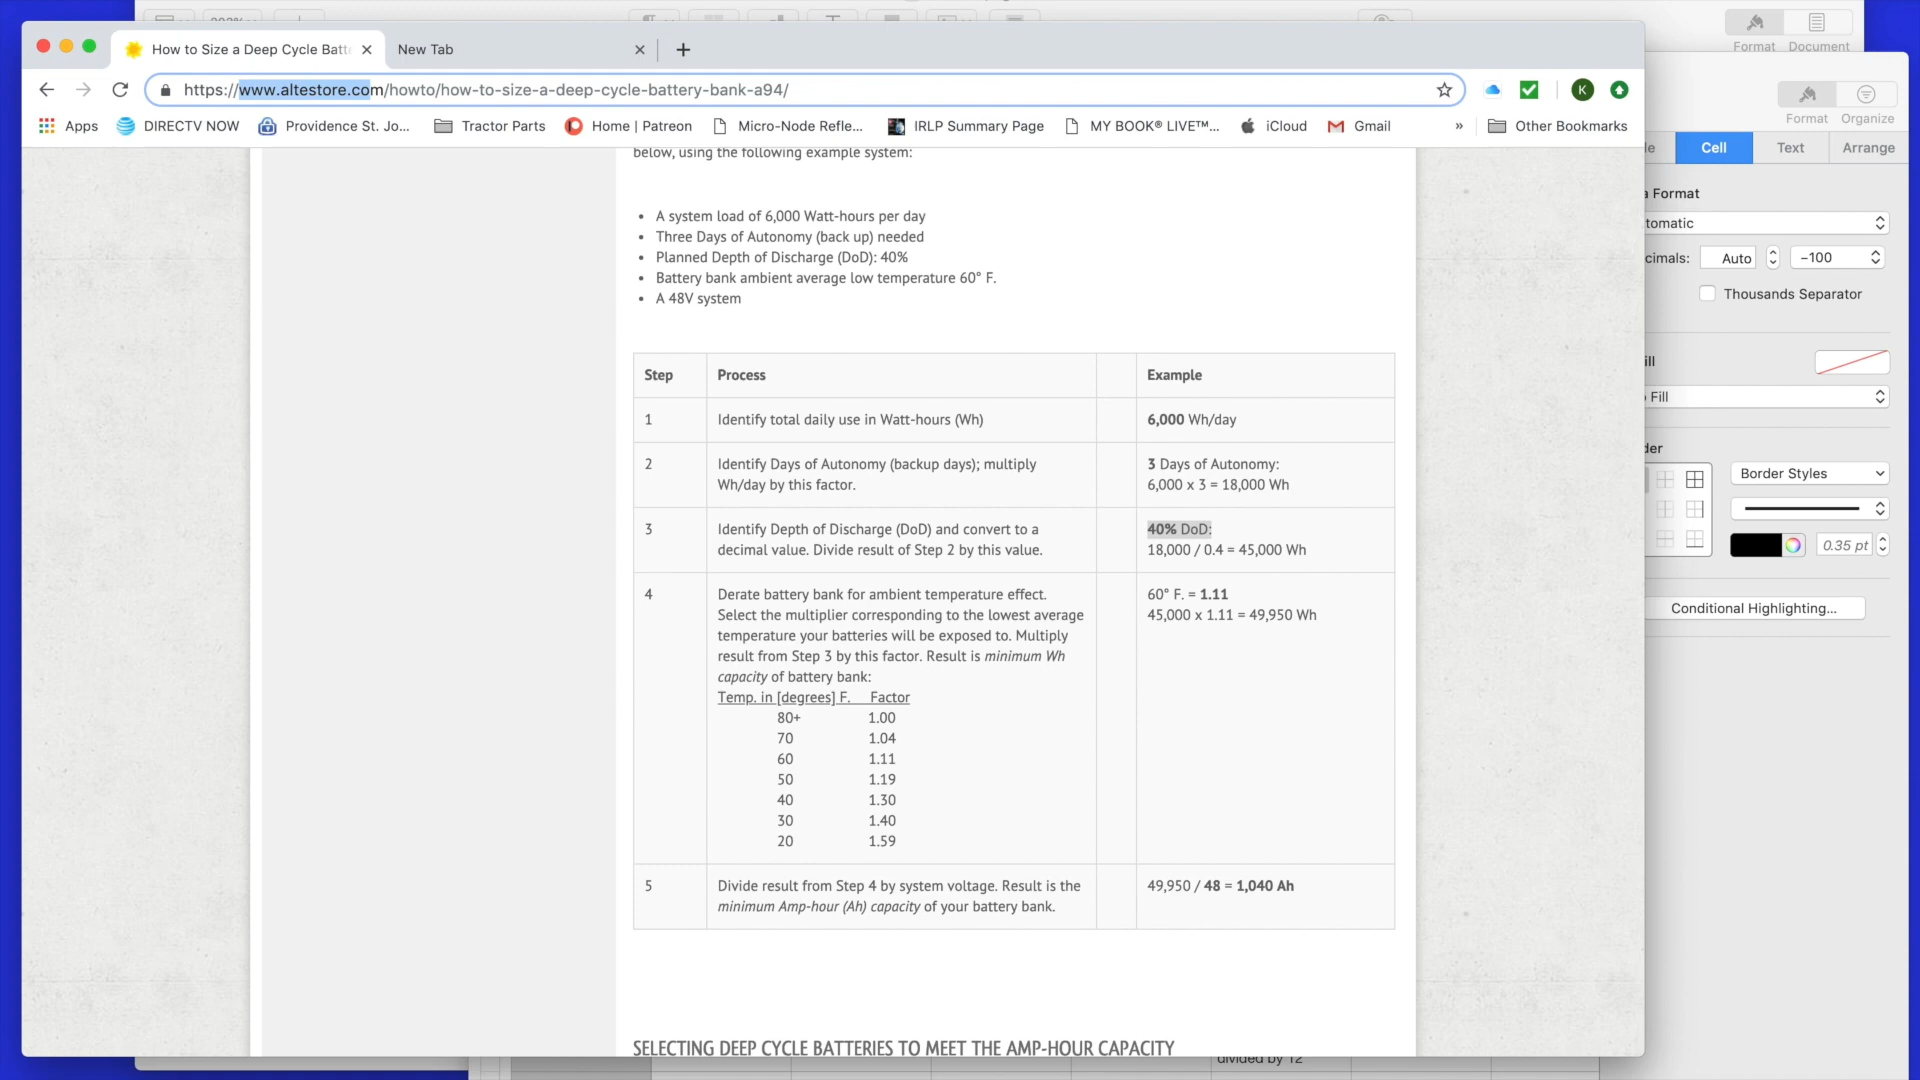 Format Document
How to Size a Deep Cycle Batt
New Tab
https://www.altestore.com/howto/how-to-size-a-deep-cycle-battery-bank-a94/
K
Apps DIRECTV NOW Providence St. Jo... Tractor Parts Home | Patreon Micro-Node Refle... IRLP Summary Page MY BOOK® LIVE™... iCloud Gmail » Other Bookmarks
Format Organize
Cell Text Arrange
Format
tomatic
cimals: Auto −100
Thousands Separator
ill
Fill
der
Border Styles
0.35 pt
Conditional Highlighting...
below, using the following example system:
• A system load of 6,000 Watt-hours per day
• Three Days of Autonomy (back up) needed
• Planned Depth of Discharge (DoD): 40%
• Battery bank ambient average low temperature 60° F.
• A 48V system
Step Process Example
1 Identify total daily use in Watt-hours (Wh) 6,000 Wh/day
2 Identify Days of Autonomy (backup days); multiply 3 Days of Autonomy:
Wh/day by this factor. 6,000 x 3 = 18,000 Wh
3 Identify Depth of Discharge (DoD) and convert to a 40% DoD:
decimal value. Divide result of Step 2 by this value. 18,000 / 0.4 = 45,000 Wh
4 Derate battery bank for ambient temperature effect. 60° F. = 1.11
Select the multiplier corresponding to the lowest average 45,000 x 1.11 = 49,950 Wh
temperature your batteries will be exposed to. Multiply
result from Step 3 by this factor. Result is minimum Wh
capacity of battery bank:
Temp. in [degrees] F. Factor
80+ 1.00
70 1.04
60 1.11
50 1.19
40 1.30
30 1.40
20 1.59
5 Divide result from Step 4 by system voltage. Result is the 49,950 / 48 = 1,040 Ah
minimum Amp-hour (Ah) capacity of your battery bank.
SELECTING DEEP CYCLE BATTERIES TO MEET THE AMP-HOUR CAPACITY
divided by 12